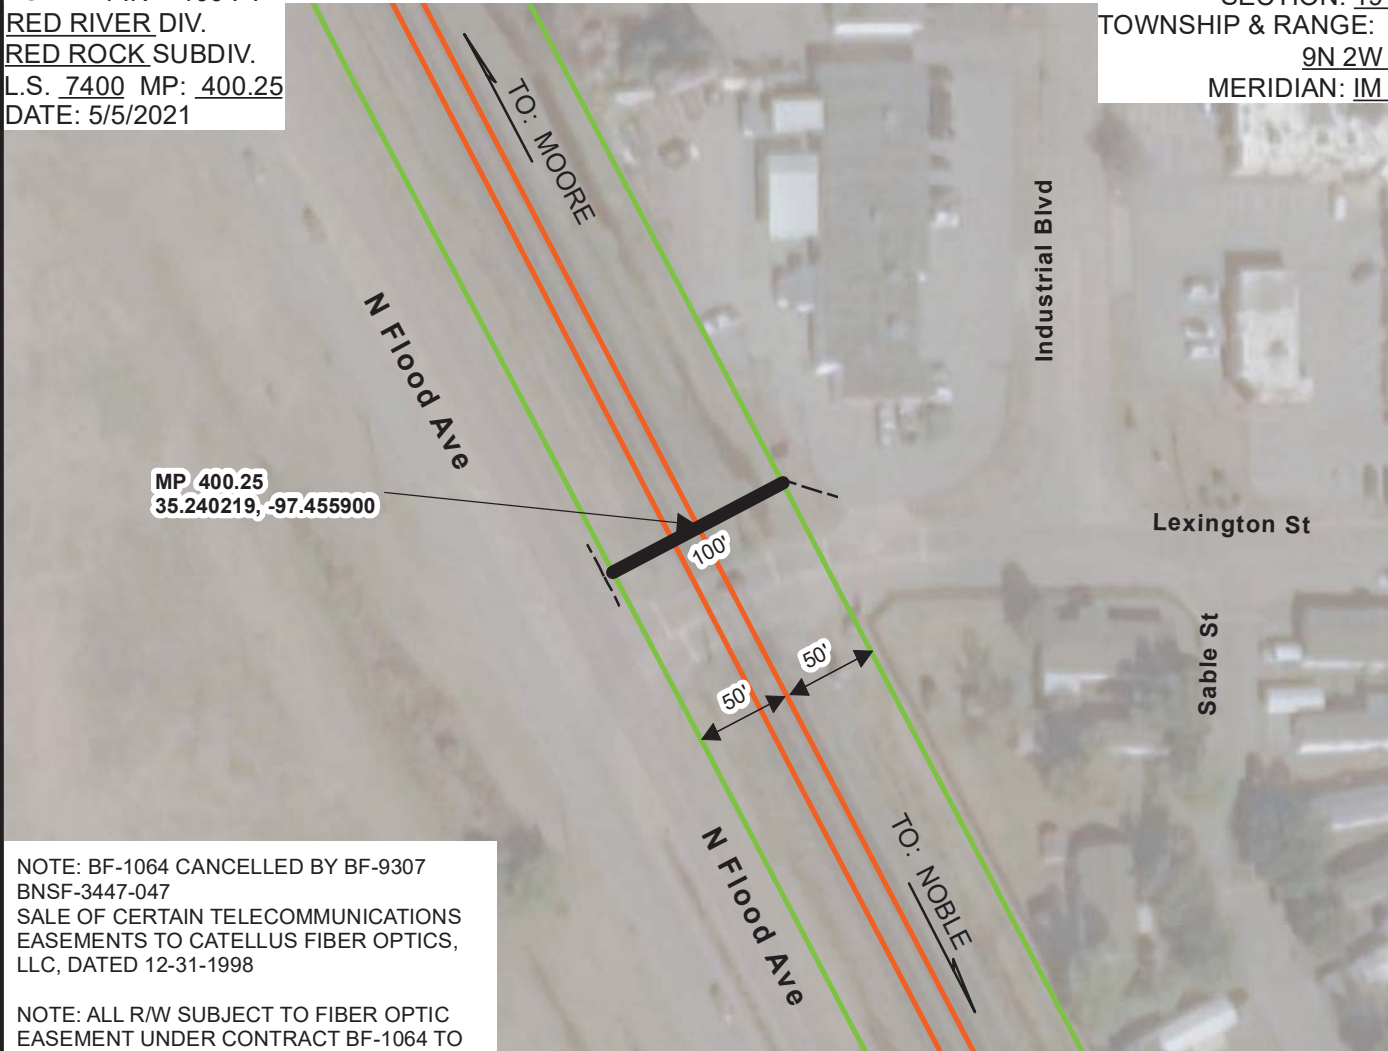 RED RIVER DIV.
RED ROCK SUBDIV.
L.S. 7400 MP: 400.25
DATE: 5/5/2021
TOWNSHIP & RANGE:
9N 2W
MERIDIAN: IM
TO: MOORE
N Flood Ave
Industrial Blvd
MP 400.25
35.240219, -97.455900
100'
Lexington St
Sable St
50'
50'
TO: NOBLE
N Flood Ave
NOTE: BF-1064 CANCELLED BY BF-9307
BNSF-3447-047
SALE OF CERTAIN TELECOMMUNICATIONS
EASEMENTS TO CATELLUS FIBER OPTICS,
LLC, DATED 12-31-1998
NOTE: ALL R/W SUBJECT TO FIBER OPTIC
EASEMENT UNDER CONTRACT BF-1064 TO